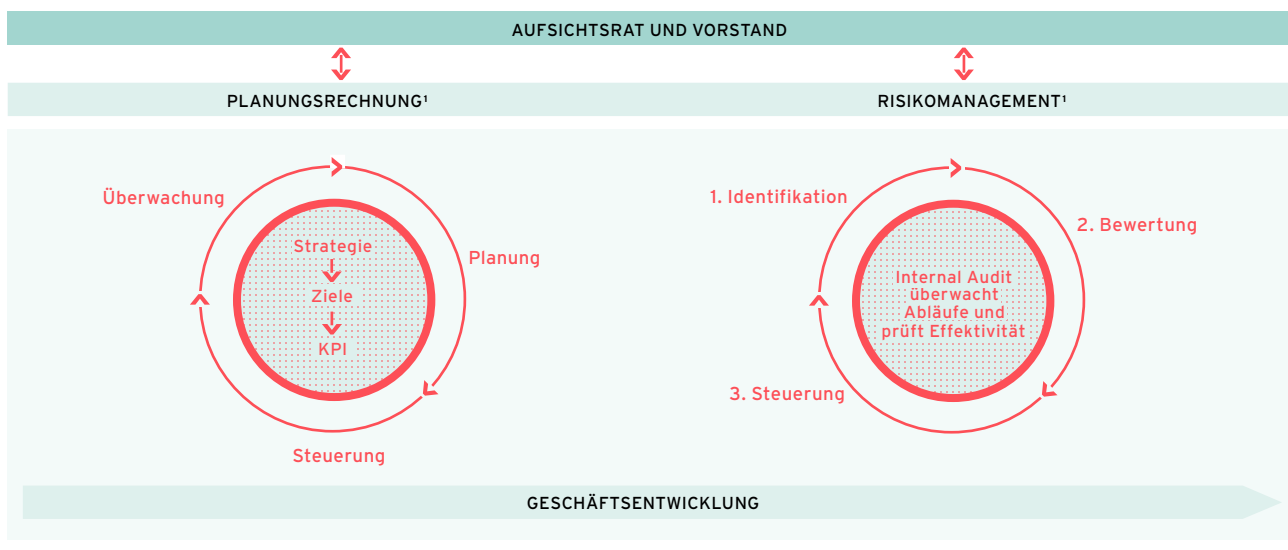 AUFSICHTSRAT UND VORSTAND
PLANUNGSRECHNUNG¹
RISIKOMANAGEMENT¹
Überwachung
Planung
Steuerung
Strategie
Ziele
KPI
1. Identifikation
2. Bewertung
3. Steuerung
Internal Audit
überwacht
Abläufe und
prüft Effektivität
GESCHÄFTSENTWICKLUNG